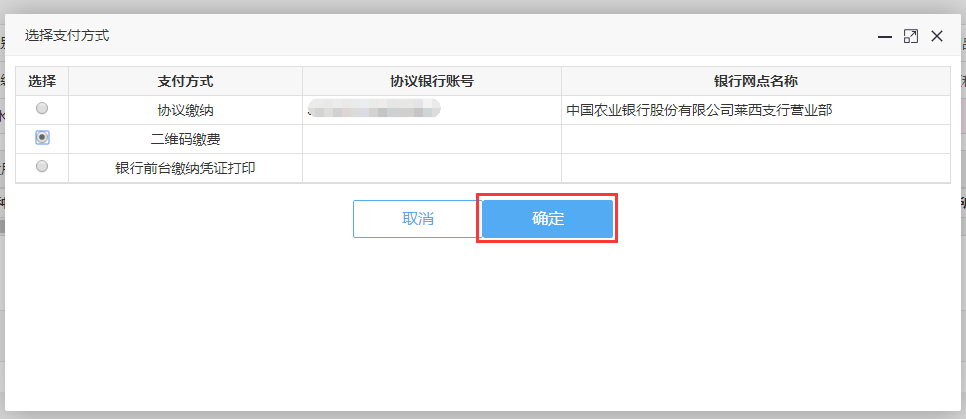 选择支付方式
选择 支付方式 协议银行账号 银行网点名称
协议缴纳 中国农业银行股份有限公司莱西支行营业部
二维码缴费
银行前台缴纳凭证打印
取消 确定